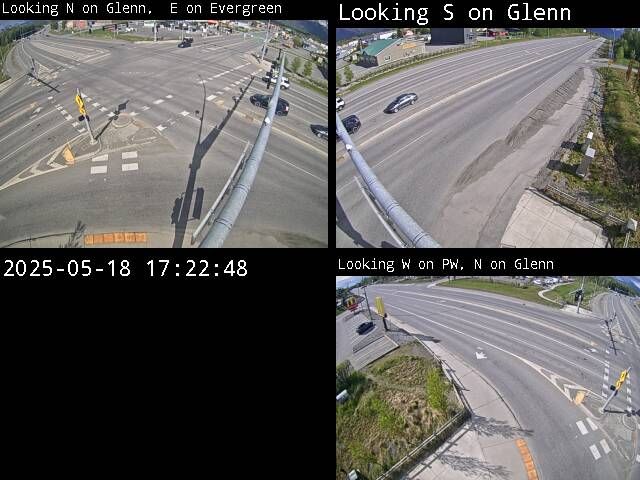 Looking N on Glenn,  E on Evergreen
Looking S on Glenn
2025-05-18 17:22:48
Looking W on PW, N on Glenn